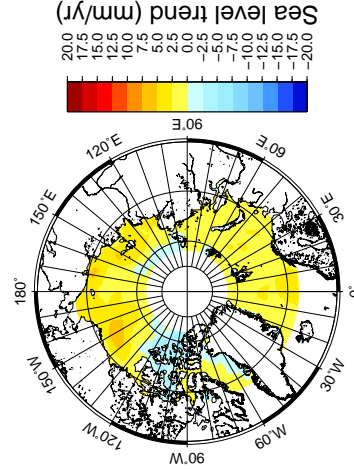 Sea level trend (mm/yr)
20.0
17.5
15.0
12.5
10.0
7.5
5.0
2.5
0.0
−2.5
−5.0
−7.5
−10.0
−12.5
−15.0
−17.5
−20.0
180°
150°E
120°E
90°E
60°E
30°E
0°
30°W
60°W
90°W
120°W
150°W